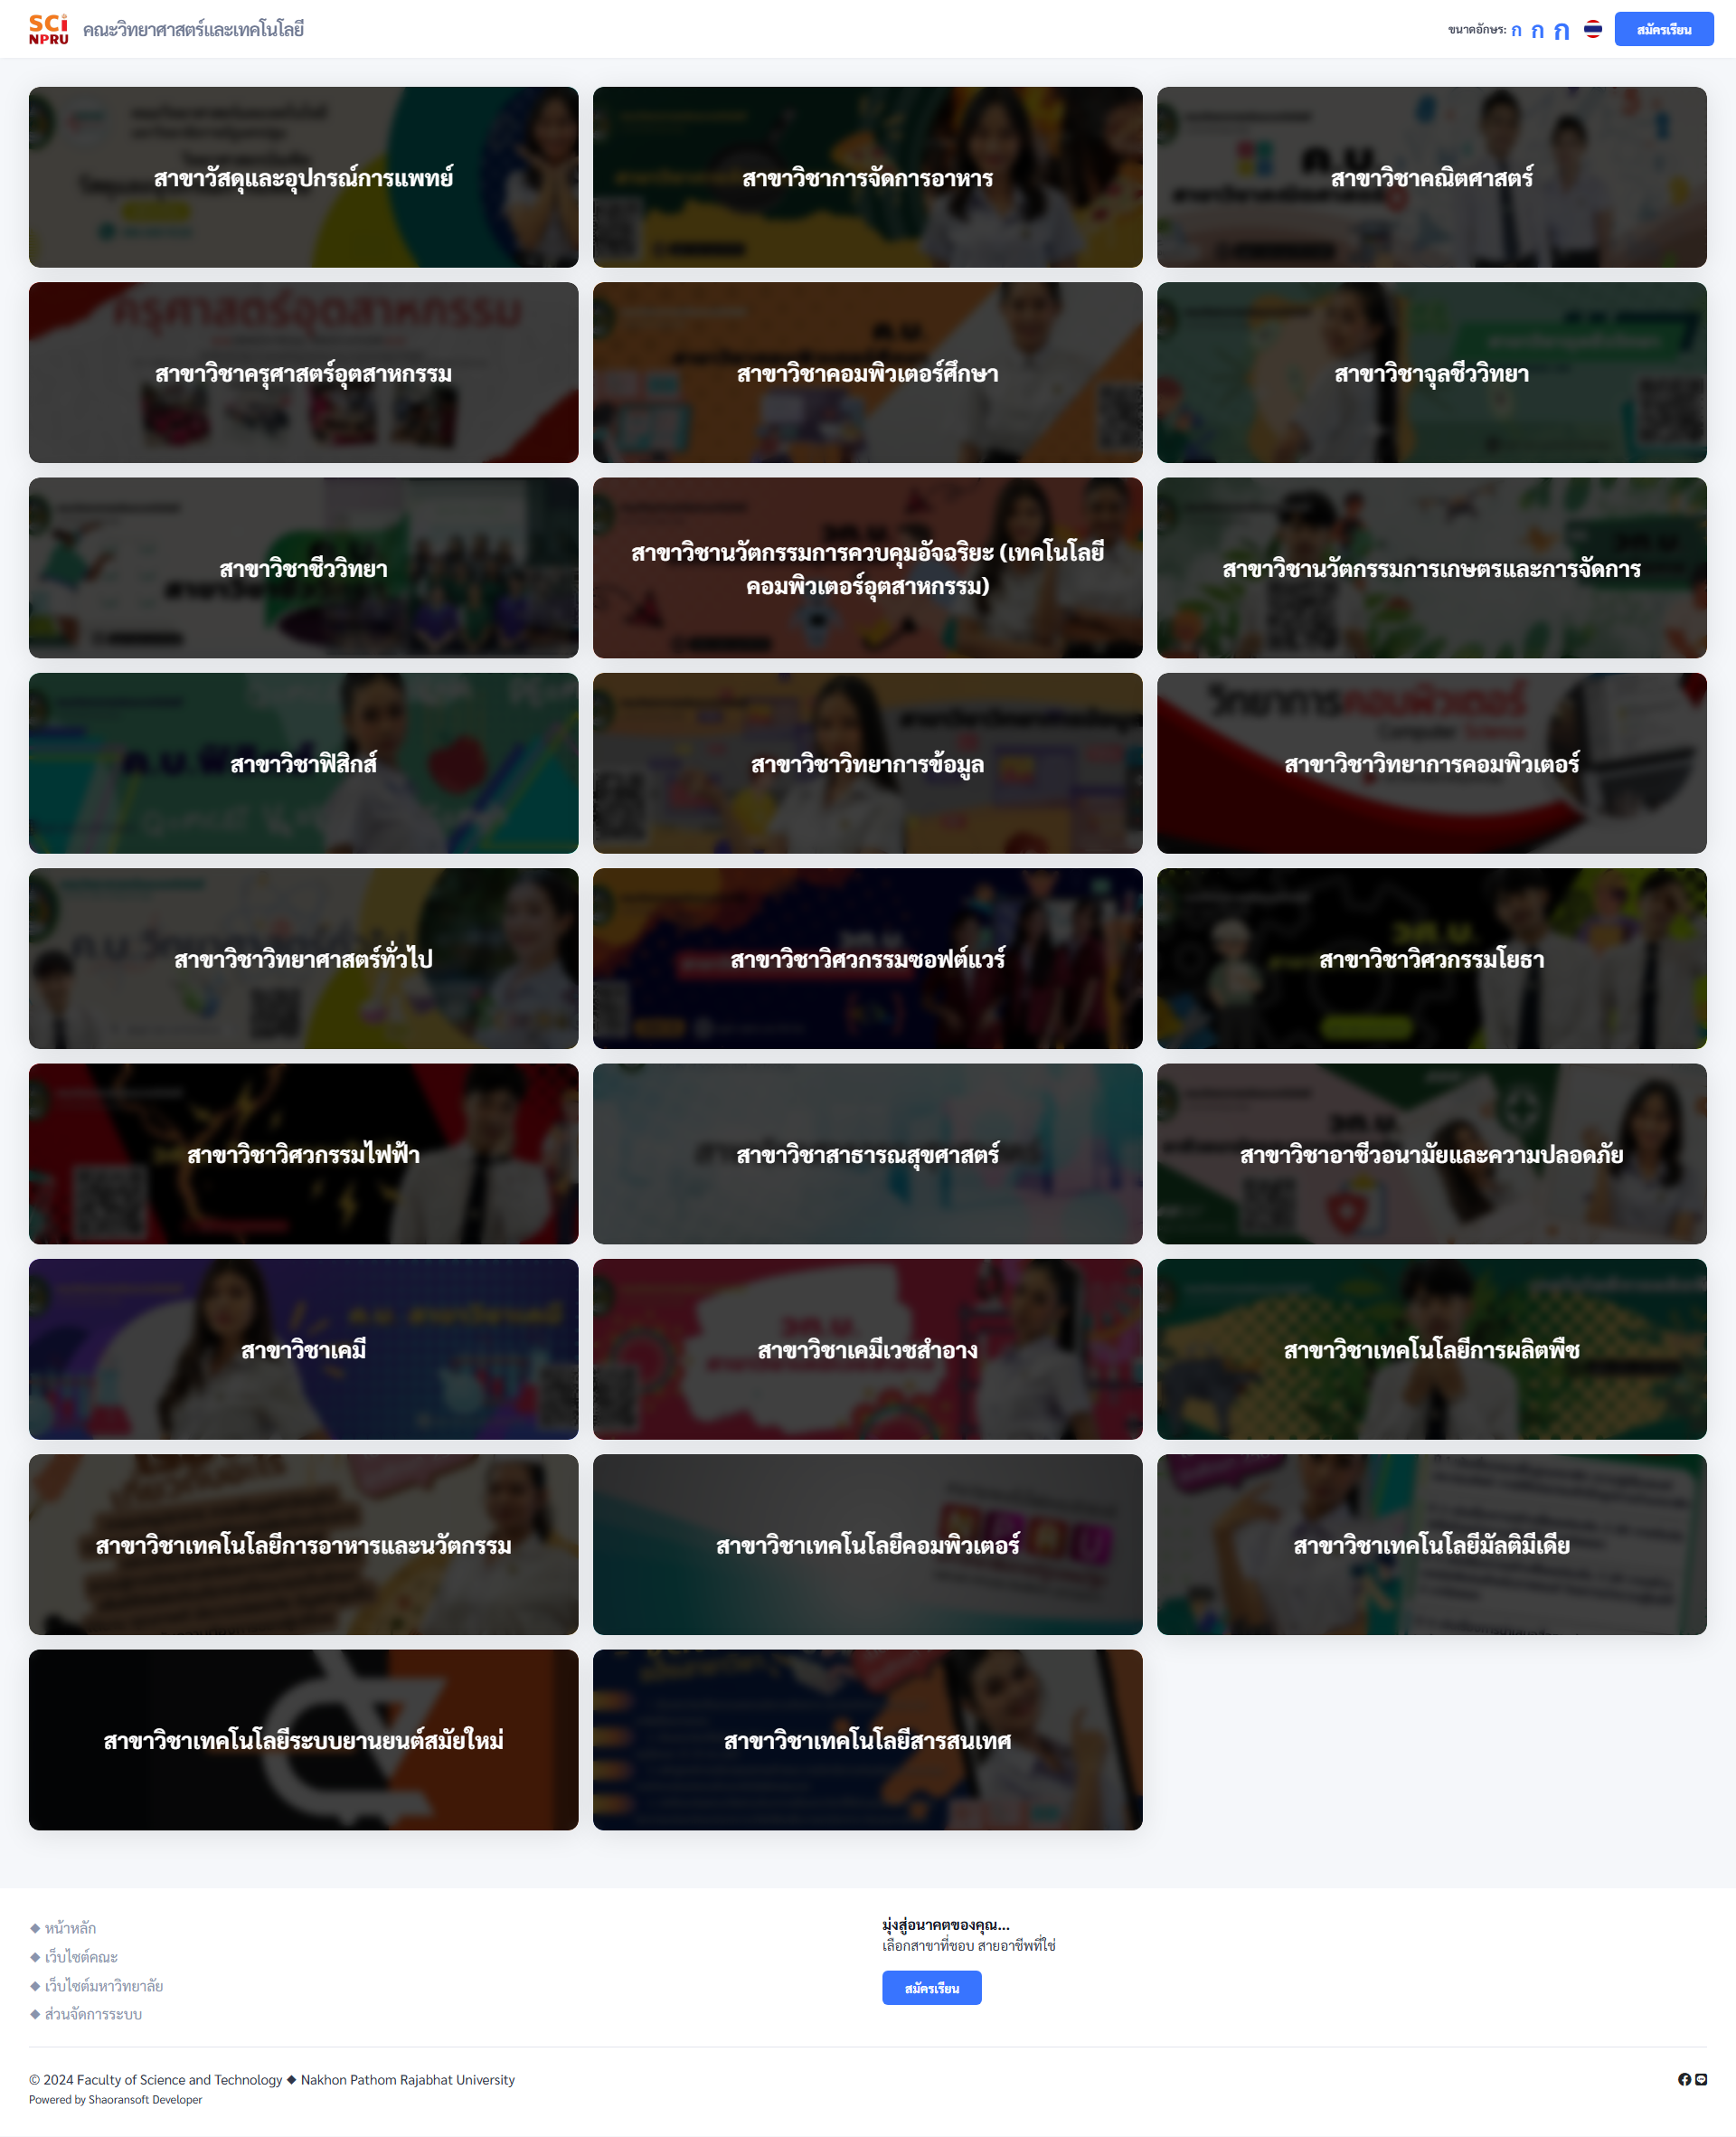 SCi
NPRU
คณะวิทยาศาสตร์และเทคโนโลยี
ขนาดอักษร: ก ก ก
สมัครเรียน
สาขาวัสดุและอุปกรณ์การแพทย์
สาขาวิชาการจัดการอาหาร
สาขาวิชาคณิตศาสตร์
ค.บ.
ครุศาสตร์อุตสาหกรรม
สาขาวิชาครุศาสตร์อุตสาหกรรม
สาขาวิชาคอมพิวเตอร์ศึกษา
สาขาวิชาจุลชีววิทยา
สาขาวิชาชีววิทยา
สาขาวิชานวัตกรรมการควบคุมอัจฉริยะ (เทคโนโลยี
คอมพิวเตอร์อุตสาหกรรม)
สาขาวิชานวัตกรรมการเกษตรและการจัดการ
สาขาวิชาฟิสิกส์
สาขาวิชาวิทยาการข้อมูล
วิทยาการคอมพิวเตอร์
Computer Science
สาขาวิชาวิทยาการคอมพิวเตอร์
สาขาวิชาวิทยาศาสตร์ทั่วไป
สาขาวิชาวิศวกรรมซอฟต์แวร์
สาขาวิชาวิศวกรรมโยธา
สาขาวิชาวิศวกรรมไฟฟ้า
สาขาวิชาสาธารณสุขศาสตร์
สาขาวิชาอาชีวอนามัยและความปลอดภัย
สาขาวิชาเคมี
สาขาวิชาเคมีเวชสำอาง
สาขาวิชาเทคโนโลยีการผลิตพืช
สาขาวิชาเทคโนโลยีการอาหารและนวัตกรรม
สาขาวิชาเทคโนโลยีคอมพิวเตอร์
สาขาวิชาเทคโนโลยีมัลติมีเดีย
สาขาวิชาเทคโนโลยีระบบยานยนต์สมัยใหม่
สาขาวิชาเทคโนโลยีสารสนเทศ
◆ หน้าหลัก
◆ เว็บไซต์คณะ
◆ เว็บไซต์มหาวิทยาลัย
◆ ส่วนจัดการระบบ
มุ่งสู่อนาคตของคุณ...
เลือกสาขาที่ชอบ สายอาชีพที่ใช่
สมัครเรียน
© 2024 Faculty of Science and Technology ◆ Nakhon Pathom Rajabhat University
Powered by Shaoransoft Developer